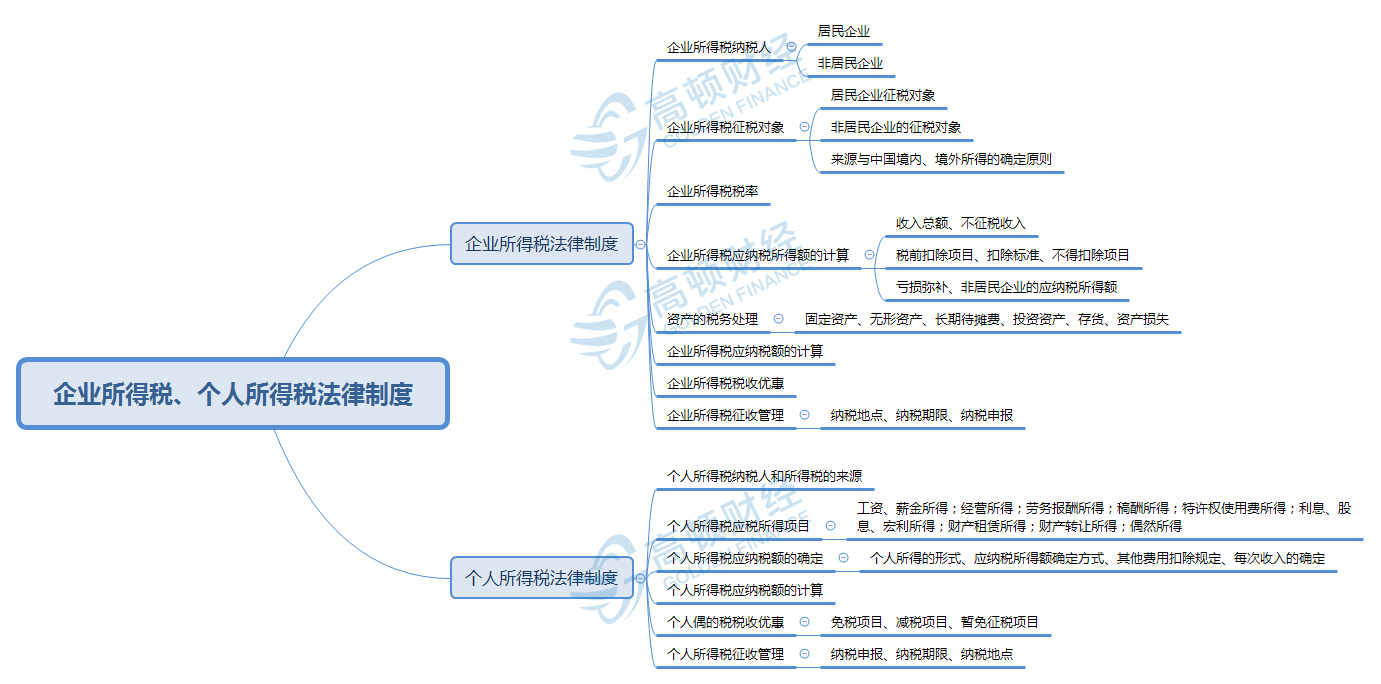 企业所得税、个人所得税法律制度
企业所得税法律制度
企业所得税纳税人
居民企业
非居民企业
企业所得税征税对象
居民企业征税对象
非居民企业的征税对象
来源与中国境内、境外所得的确定原则
企业所得税税率
企业所得税应纳税所得额的计算
收入总额、不征税收入
税前扣除项目、扣除标准、不得扣除项目
亏损弥补、非居民企业的应纳税所得额
资产的税务处理
固定资产、无形资产、长期待摊费、投资资产、存货、资产损失
企业所得税应纳税额的计算
企业所得税税收优惠
企业所得税征收管理
纳税地点、纳税期限、纳税申报
个人所得税法律制度
个人所得税纳税人和所得税的来源
个人所得税应税所得项目
工资、薪金所得；经营所得；劳务报酬所得；稿酬所得；特许权使用费所得；利息、股
息、宏利所得；财产租赁所得；财产转让所得；偶然所得
个人所得税应纳税额的确定
个人所得的形式、应纳税所得额确定方式、其他费用扣除规定、每次收入的确定
个人所得税应纳税额的计算
个人偶的税税收优惠
免税项目、减税项目、暂免征税项目
个人所得税征收管理
纳税申报、纳税期限、纳税地点
高顿财经
GOLDEN FINANCE
高顿财经
GOLDEN FINANCE
高顿财经
GOLDEN FINANCE